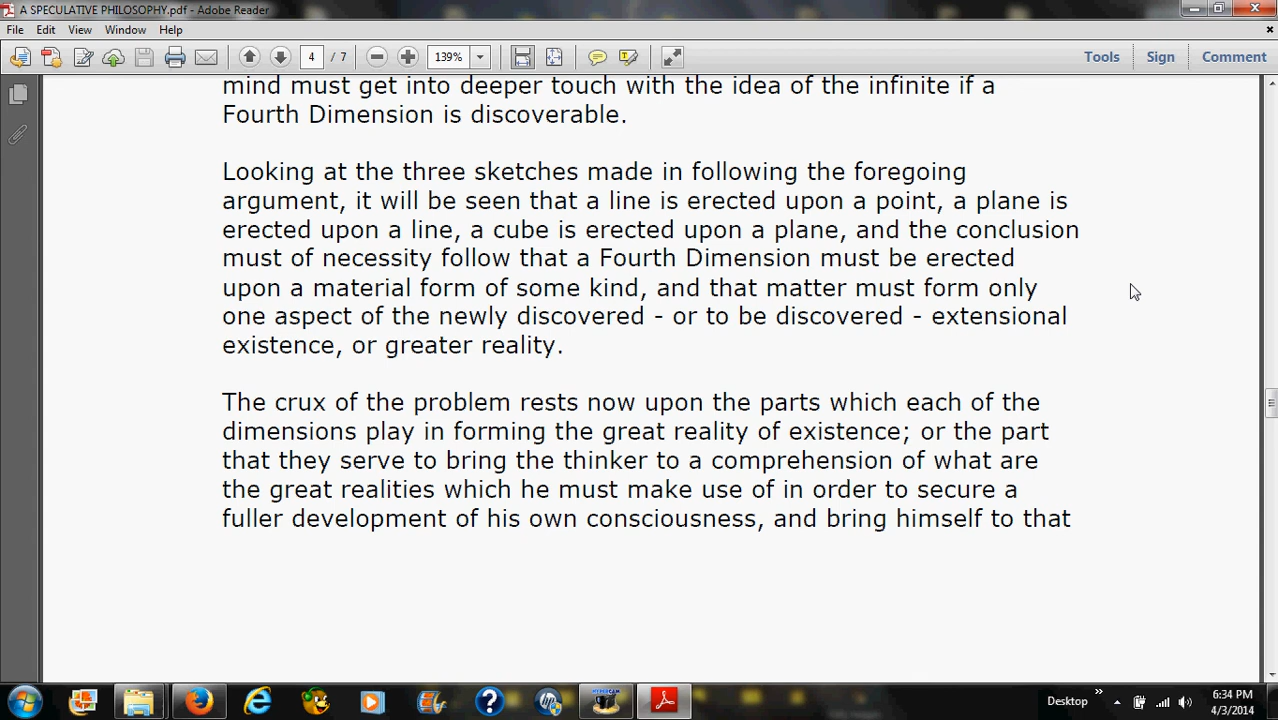 A SPECULATIVE PHILOSOPHY.pdf - Adobe Reader
File Edit View Window Help
4 / 7 139% Tools Sign Comment
mind must get into deeper touch with the idea of the infinite if a
Fourth Dimension is discoverable.
Looking at the three sketches made in following the foregoing
argument, it will be seen that a line is erected upon a point, a plane is
erected upon a line, a cube is erected upon a plane, and the conclusion
must of necessity follow that a Fourth Dimension must be erected
upon a material form of some kind, and that matter must form only
one aspect of the newly discovered - or to be discovered - extensional
existence, or greater reality.
The crux of the problem rests now upon the parts which each of the
dimensions play in forming the great reality of existence; or the part
that they serve to bring the thinker to a comprehension of what are
the great realities which he must make use of in order to secure a
fuller development of his own consciousness, and bring himself to that
Desktop
6:34 PM
4/3/2014